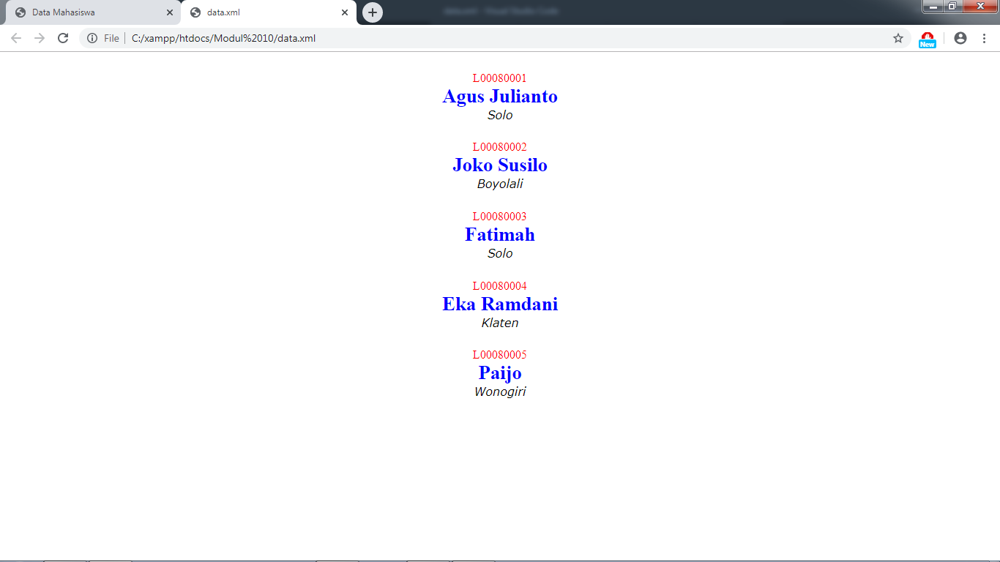 Data Mahasiswa
data.xml
File
C:/xampp/htdocs/Modul%2010/data.xml
New
L00080001
Agus Julianto
Solo
L00080002
Joko Susilo
Boyolali
L00080003
Fatimah
Solo
L00080004
Eka Ramdani
Klaten
L00080005
Paijo
Wonogiri